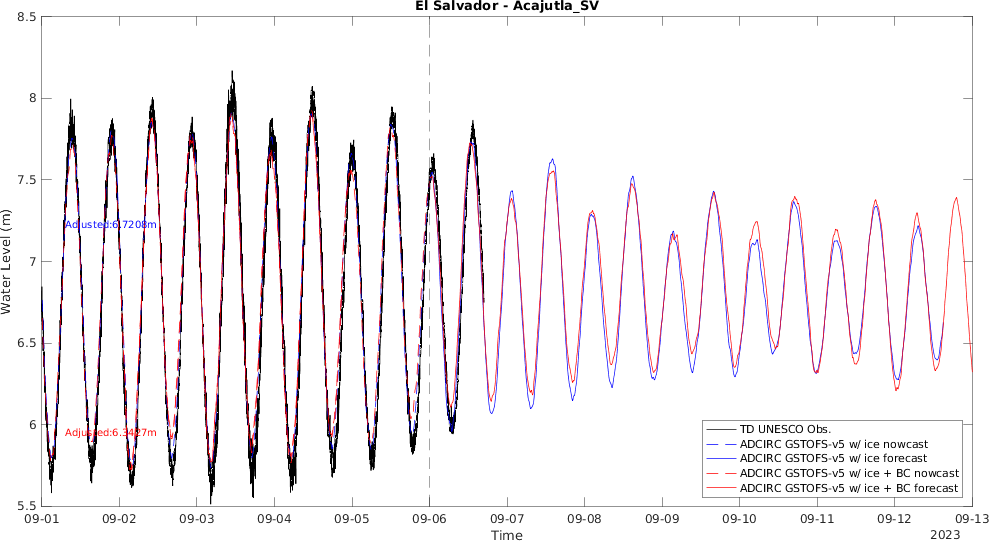 El Salvador - Acajutla_SV
8.5
8
7.5
7
6.5
6
5.5
Water Level (m)
Adjusted:6.7208m
Adjusted:6.3427m
TD UNESCO Obs.
ADCIRC GSTOFS-v5 w/ ice nowcast
ADCIRC GSTOFS-v5 w/ ice forecast
ADCIRC GSTOFS-v5 w/ ice + BC nowcast
ADCIRC GSTOFS-v5 w/ ice + BC forecast
09-01 09-02 09-03 09-04 09-05 09-06 09-07 09-08 09-09 09-10 09-11 09-12 09-13
Time
2023